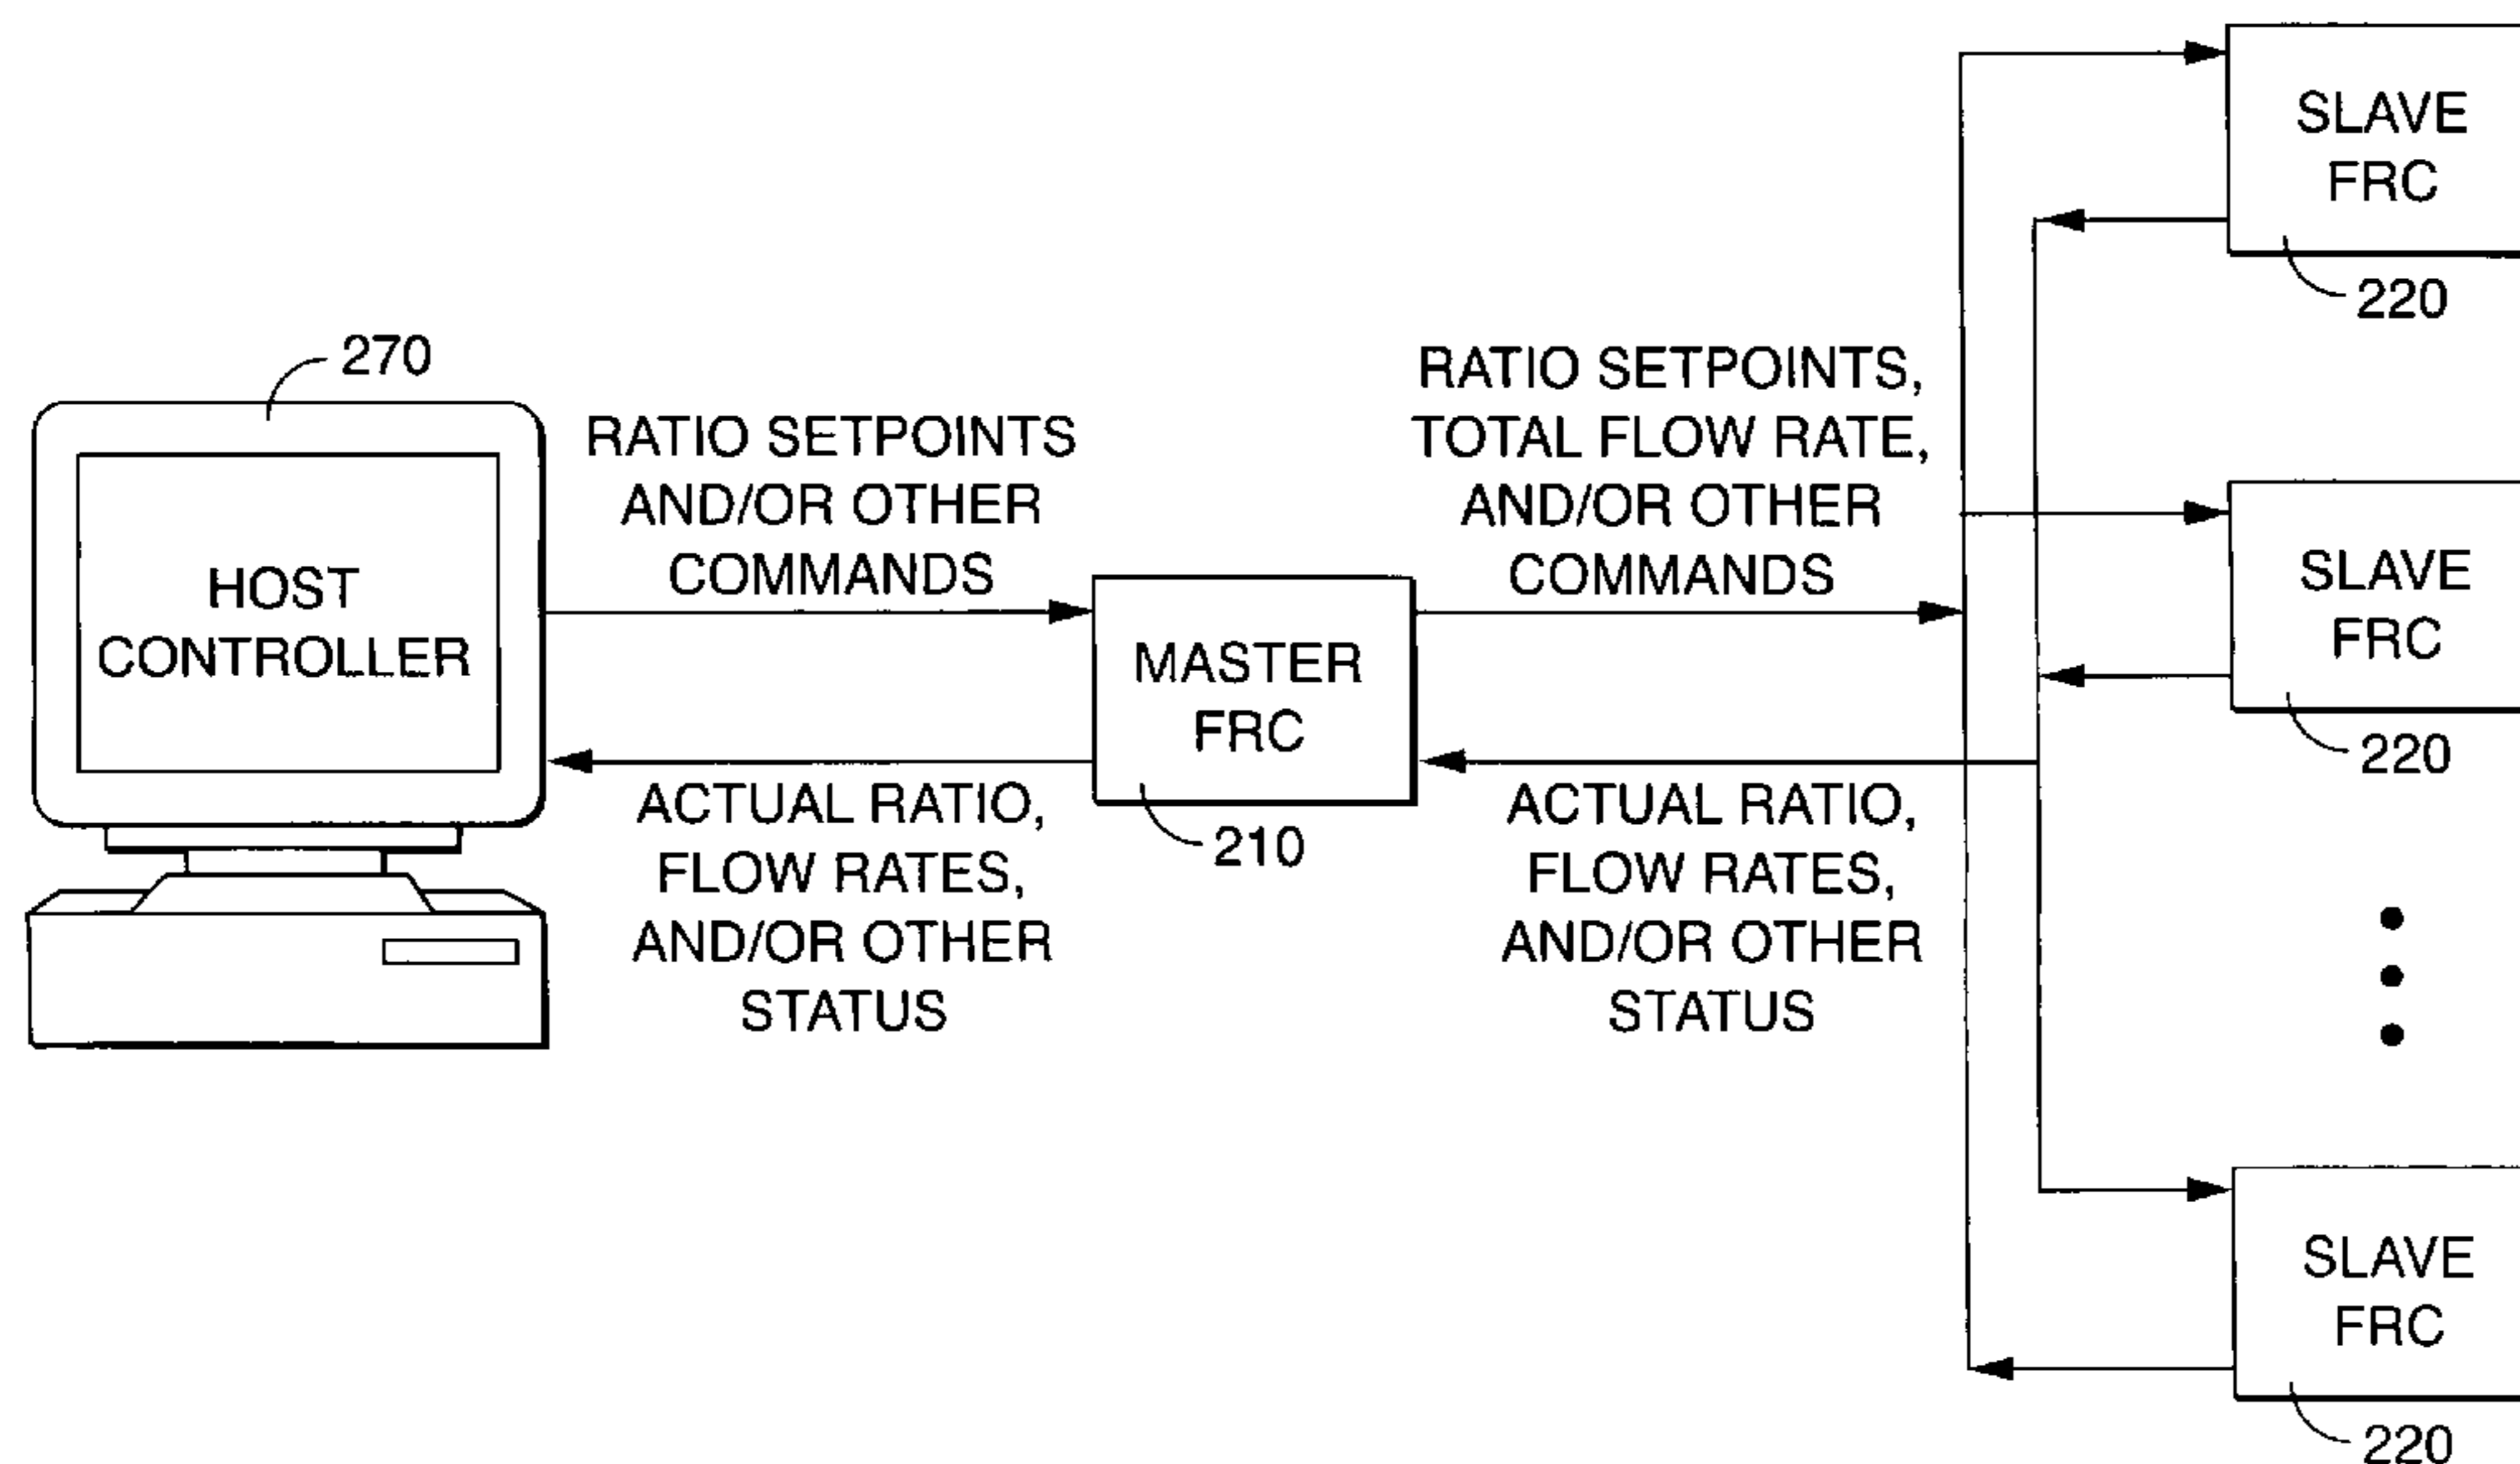 270
HOST
CONTROLLER
RATIO SETPOINTS
AND/OR OTHER
COMMANDS
ACTUAL RATIO,
FLOW RATES,
AND/OR OTHER
STATUS
MASTER
FRC
210
RATIO SETPOINTS,
TOTAL FLOW RATE,
AND/OR OTHER
COMMANDS
ACTUAL RATIO,
FLOW RATES,
AND/OR OTHER
STATUS
SLAVE
FRC
220
SLAVE
FRC
220
SLAVE
FRC
220